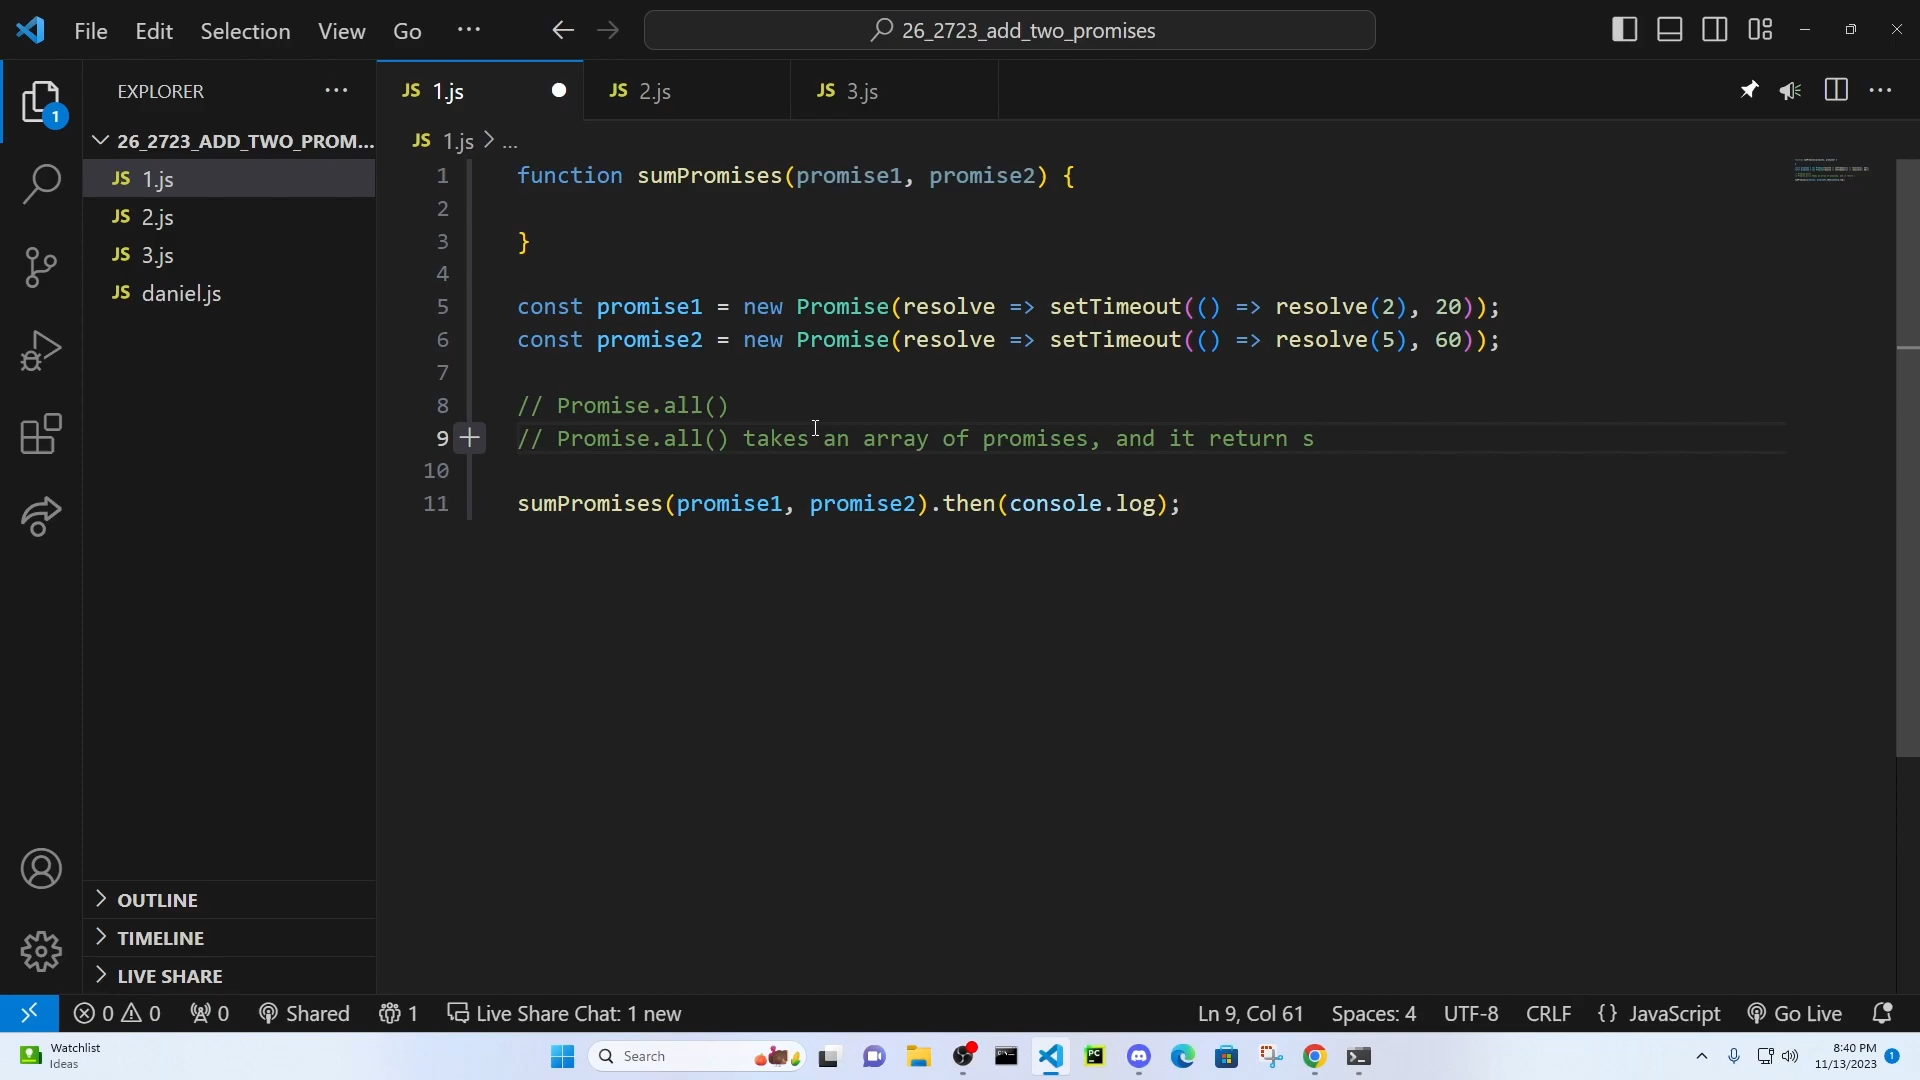 File Edit Selection View Go ···
26_2723_add_two_promises
EXPLORER
JS 1.js
JS 2.js
JS 3.js
26_2723_ADD_TWO_PROM...
JS 1.js > ...
JS 1.js
JS 2.js
JS 3.js
JS daniel.js
1
1 function sumPromises(promise1, promise2) {
2
3 }
4
5 const promise1 = new Promise(resolve => setTimeout(() => resolve(2), 20));
6 const promise2 = new Promise(resolve => setTimeout(() => resolve(5), 60));
7
8 // Promise.all()
9 // Promise.all() takes an array of promises, and it return s
10
11 sumPromises(promise1, promise2).then(console.log);
OUTLINE
TIMELINE
LIVE SHARE
0 0 0 Shared 1 Live Share Chat: 1 new
Ln 9, Col 61 Spaces: 4 UTF-8 CRLF {} JavaScript Go Live
Watchlist
Ideas
Search
PC
8:40 PM
11/13/2023
1